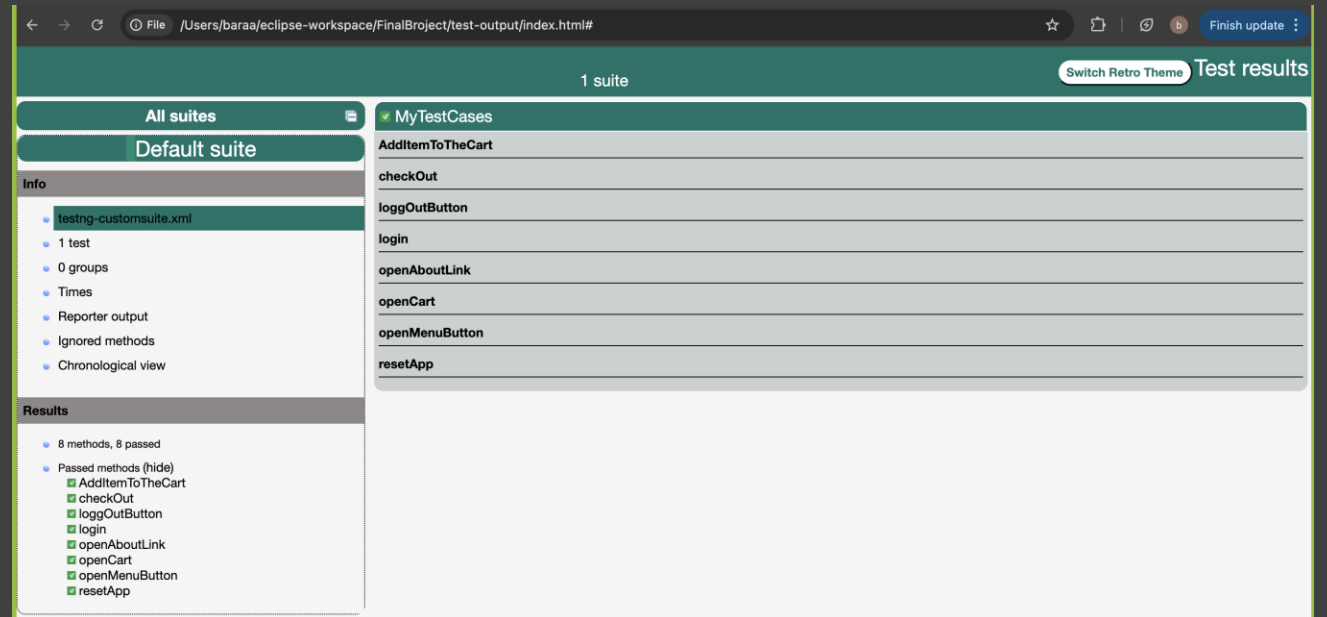 File /Users/baraa/eclipse-workspace/FinalBroject/test-output/index.html#
b
Finish update
1 suite
Switch Retro Theme
Test results
All suites
Default suite
Info
testng-customsuite.xml
1 test
0 groups
Times
Reporter output
Ignored methods
Chronological view
Results
8 methods, 8 passed
Passed methods (hide)
AddItemToTheCart
checkOut
loggOutButton
login
openAboutLink
openCart
openMenuButton
resetApp
MyTestCases
AddItemToTheCart
checkOut
loggOutButton
login
openAboutLink
openCart
openMenuButton
resetApp